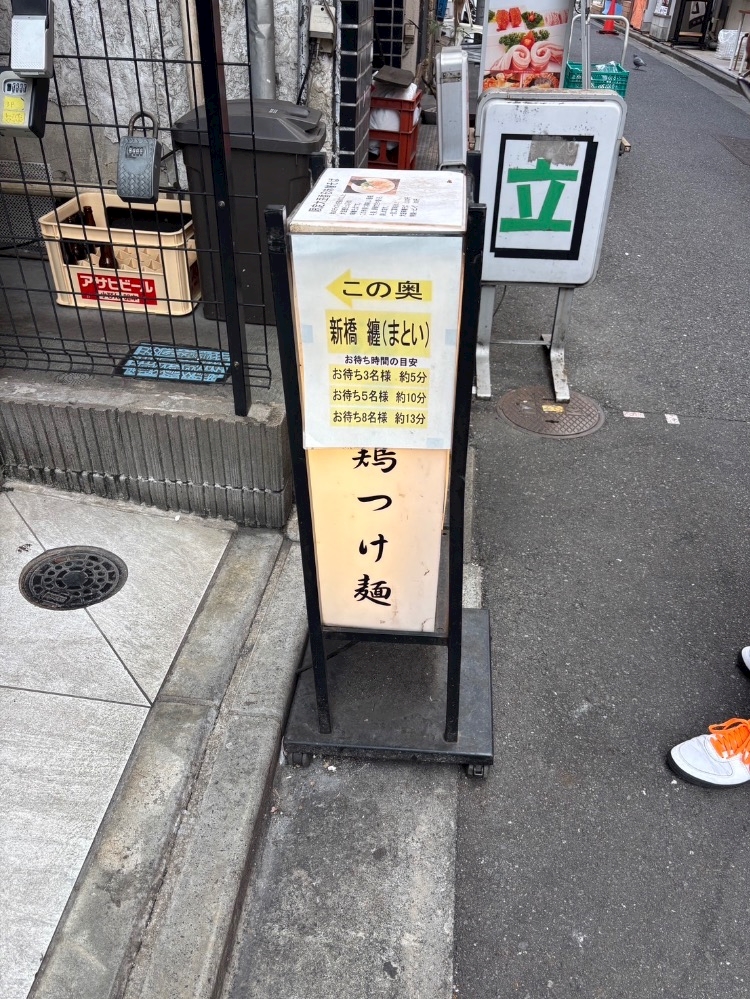 この奥
新橋 纏(まとい)
お待ち時間の目安
お待ち3名様 約5分
お待ち5名様 約10分
お待ち8名様 約13分
鶏つけ麺
立
アサヒビール